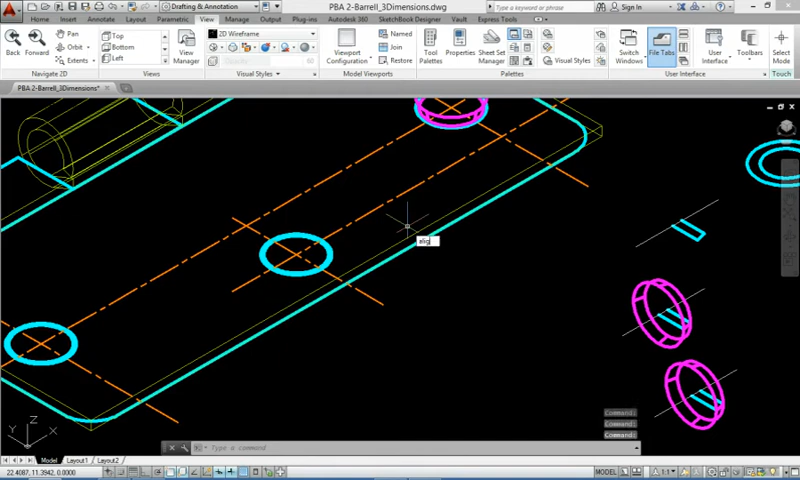 Drafting & Annotation
PBA 2-Barrell_3Dimensions.dwg
Type a keyword or phrase
Sign In
Home Insert Annotate Layout Parametric View Manage Output Plug-ins Autodesk 360 SketchBook Designer Vault Express Tools
Back
Forward
Pan
Orbit
Extents
Navigate 2D
Top
Bottom
Left
Views
View Manager
2D Wireframe
Opacity
60
Visual Styles
Viewport Configuration
Named
Join
Restore
Model Viewports
Tool Palettes
Properties
Sheet Set Manager
Visual Styles
Palettes
Switch Windows
File Tabs
User Interface
Toolbars
User Interface
Select Mode
Touch
PBA 2-Barrell_3Dimensions*
alig
Z
Y
X
Command:
Command:
Command:
Type a command
Model Layout1 Layout2
22.4087, 11.3942, 0.0000
MODEL
1:1